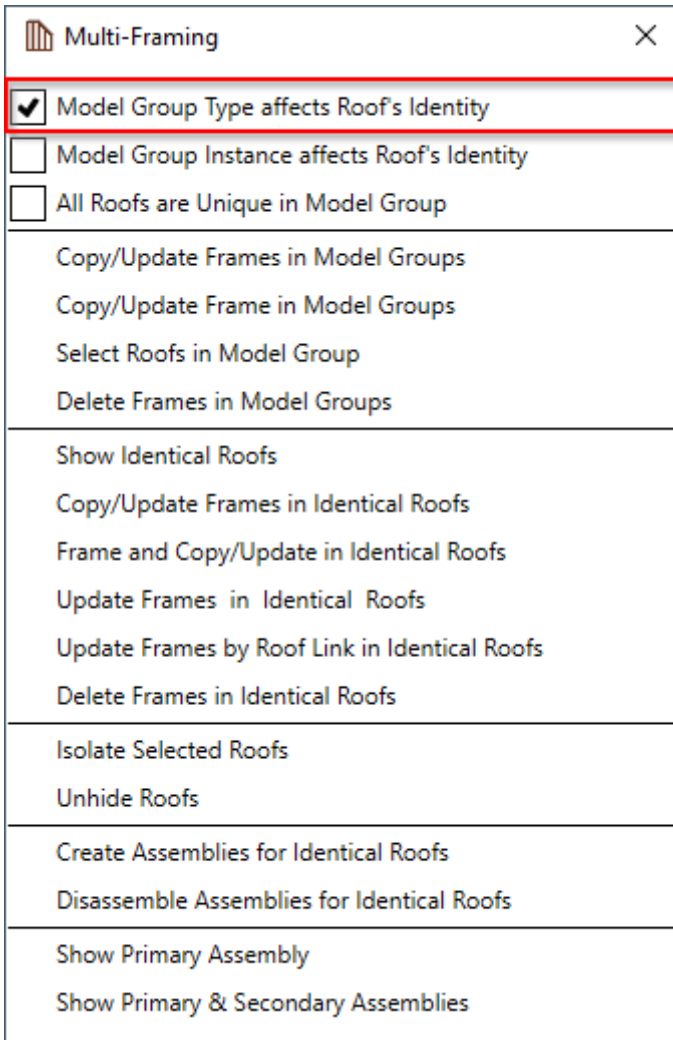 Multi-Framing
Model Group Type affects Roof's Identity
Model Group Instance affects Roof's Identity
All Roofs are Unique in Model Group
Copy/Update Frames in Model Groups
Copy/Update Frame in Model Groups
Select Roofs in Model Group
Delete Frames in Model Groups
Show Identical Roofs
Copy/Update Frames in Identical Roofs
Frame and Copy/Update in Identical Roofs
Update Frames  in  Identical  Roofs
Update Frames by Roof Link in Identical Roofs
Delete Frames in Identical Roofs
Isolate Selected Roofs
Unhide Roofs
Create Assemblies for Identical Roofs
Disassemble Assemblies for Identical Roofs
Show Primary Assembly
Show Primary & Secondary Assemblies